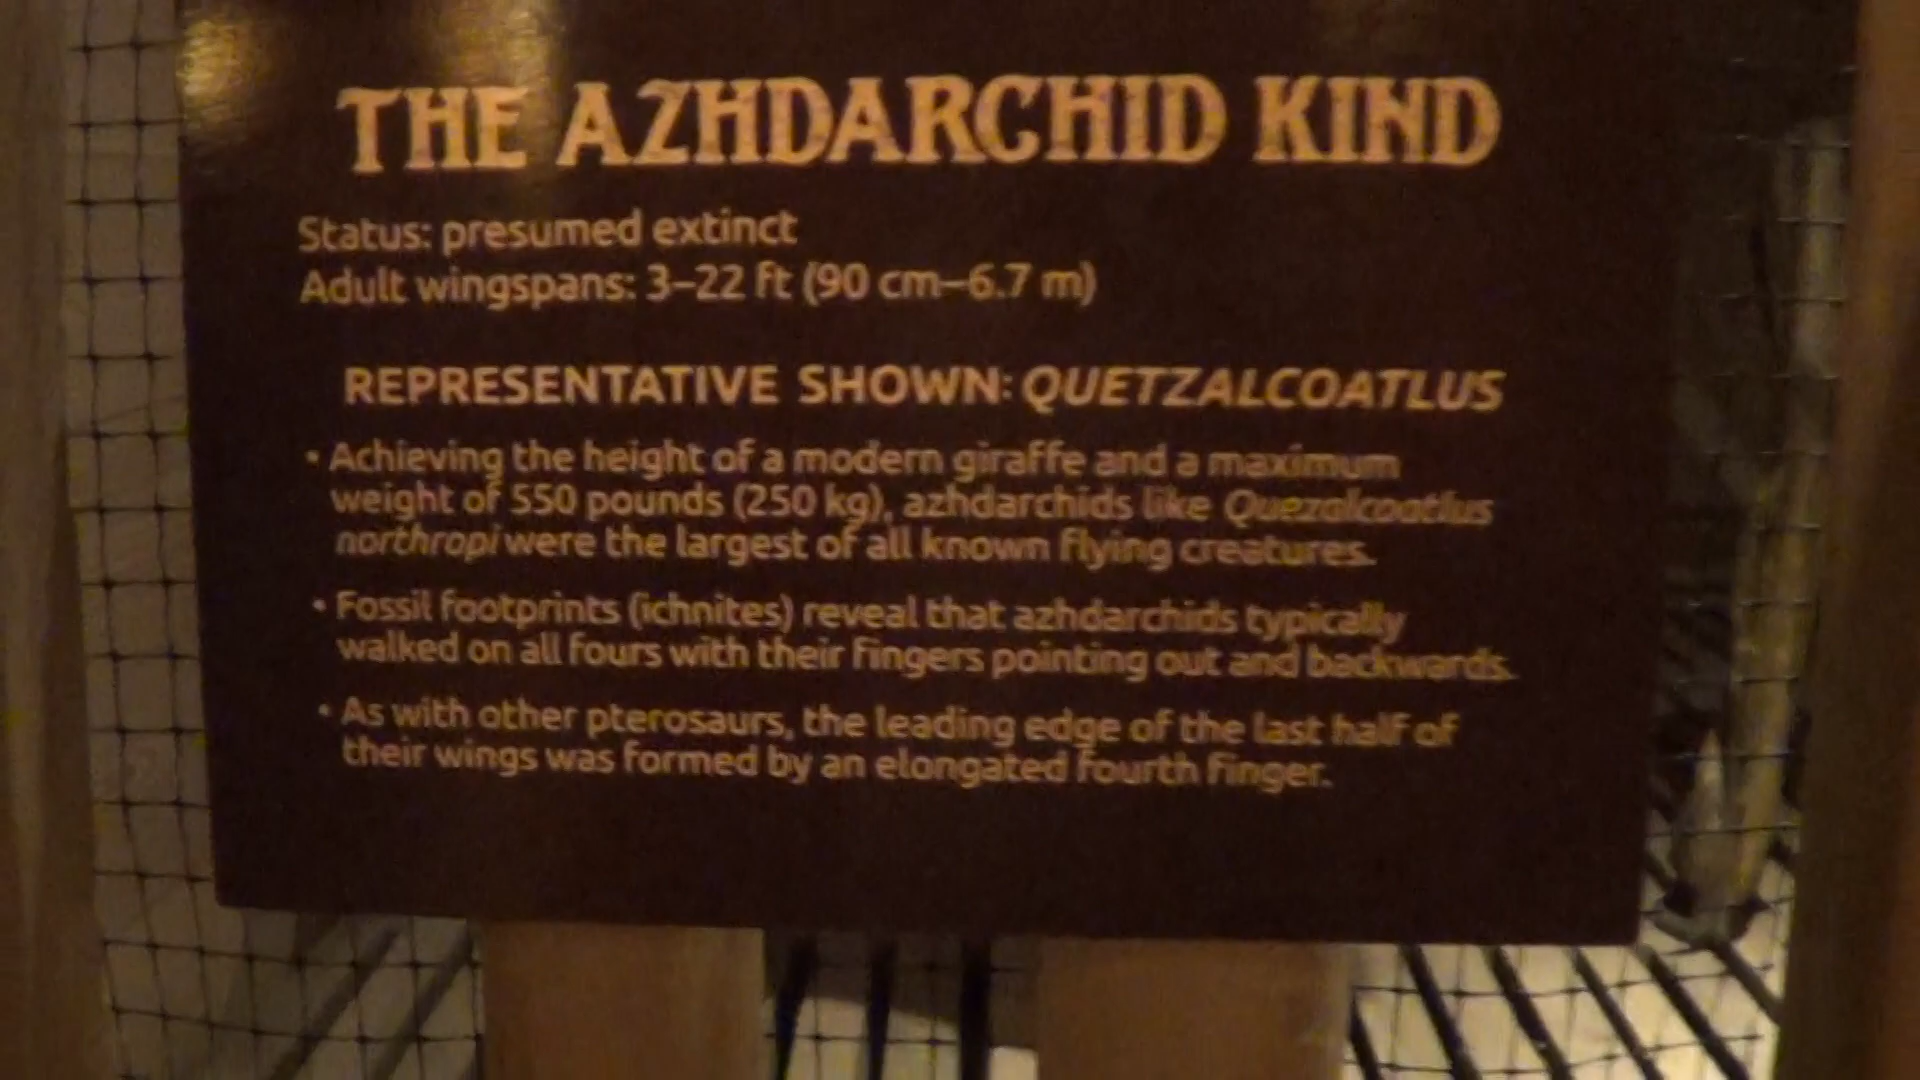 THE AZHDARCHID KIND
Status: presumed extinct
Adult wingspans: 3–22 ft (90 cm–6.7 m)
REPRESENTATIVE SHOWN: QUETZALCOATLUS
• Achieving the height of a modern giraffe and a maximum
weight of 550 pounds (250 kg), azhdarchids like Quezalcoatlus
northropi were the largest of all known flying creatures.
• Fossil footprints (ichnites) reveal that azhdarchids typically
walked on all fours with their fingers pointing out and backwards.
• As with other pterosaurs, the leading edge of the last half of
their wings was formed by an elongated fourth finger.